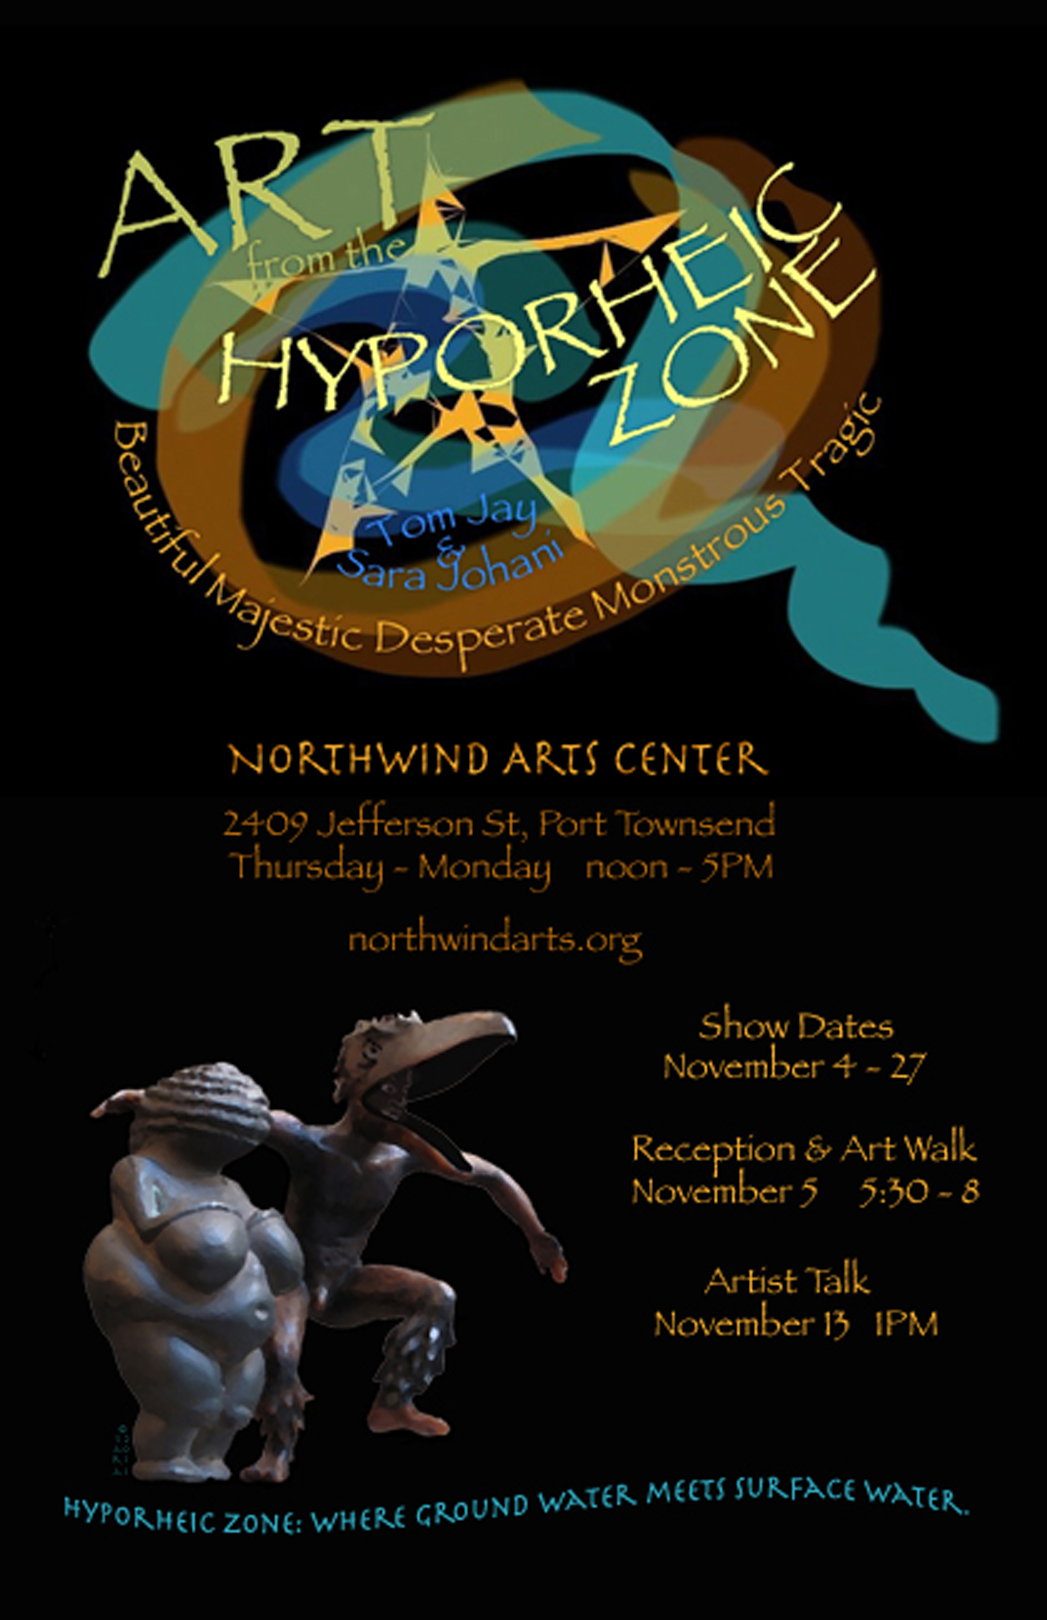 ART
from the
HYPORHEIC
ZONE
Tom Jay
&
Sara Johani
Beautiful Majestic Desperate Monstrous Tragic
NORTHWIND ARTS CENTER
2409 Jefferson St, Port Townsend
Thursday - Monday noon - 5PM
northwindarts.org
Show Dates
November 4 - 27
Reception & Art Walk
November 5 5:30 - 8
Artist Talk
November 13 1PM
HYPORHEIC ZONE: WHERE GROUND WATER MEETS SURFACE WATER.